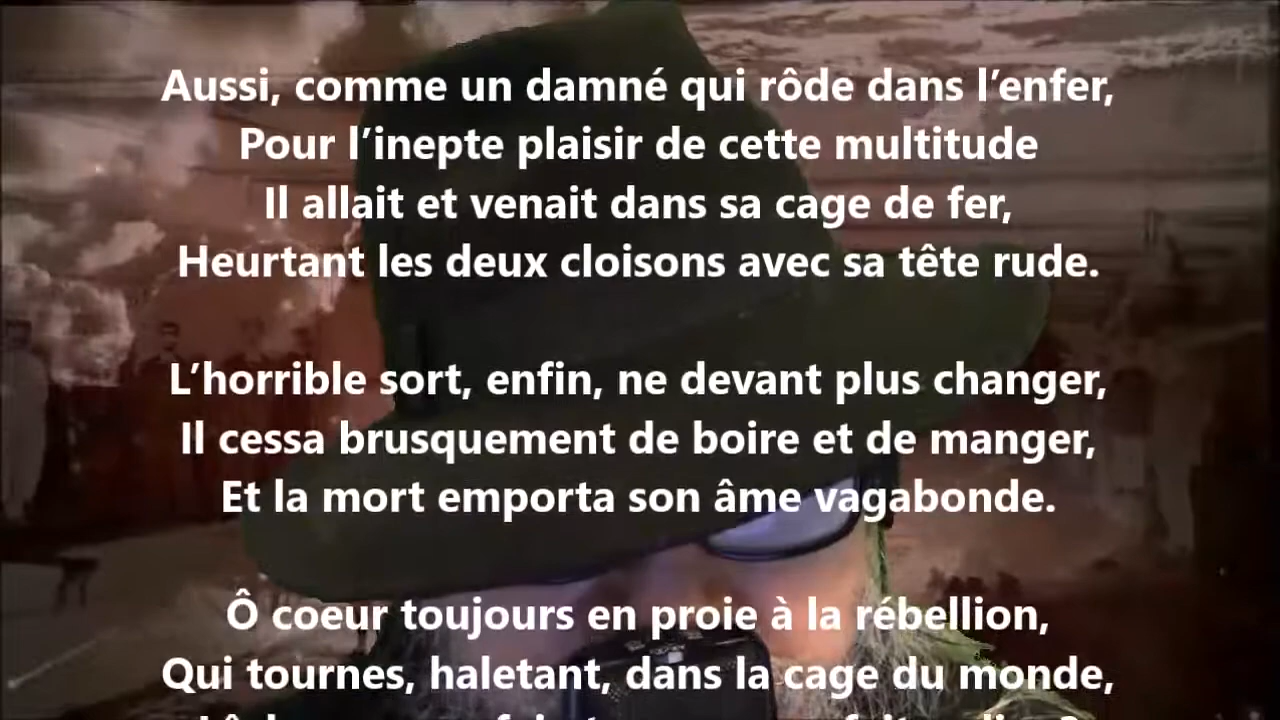 Aussi, comme un damné qui rôde dans l’enfer,
Pour l’inepte plaisir de cette multitude
Il allait et venait dans sa cage de fer,
Heurtant les deux cloisons avec sa tête rude.
L’horrible sort, enfin, ne devant plus changer,
Il cessa brusquement de boire et de manger,
Et la mort emporta son âme vagabonde.
Ô coeur toujours en proie à la rébellion,
Qui tournes, haletant, dans la cage du monde,